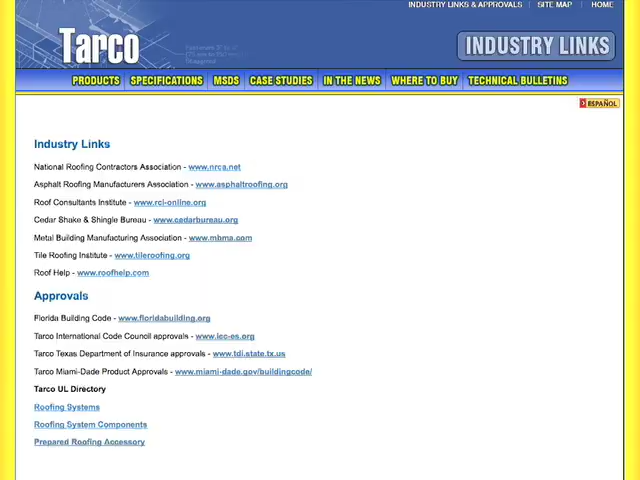 INDUSTRY LINKS & APPROVALS | SITE MAP | HOME
Tarco
INDUSTRY LINKS
PRODUCTS SPECIFICATIONS MSDS CASE STUDIES IN THE NEWS WHERE TO BUY TECHNICAL BULLETINS
ESPAÑOL
Industry Links
National Roofing Contractors Association - www.nrca.net
Asphalt Roofing Manufacturers Association - www.asphaltroofing.org
Roof Consultants Institute - www.rci-online.org
Cedar Shake & Shingle Bureau - www.cedarbureau.org
Metal Building Manufacturing Association - www.mbma.com
Tile Roofing Institute - www.tileroofing.org
Roof Help - www.roofhelp.com
Approvals
Florida Building Code - www.floridabuilding.org
Tarco International Code Council approvals - www.icc-es.org
Tarco Texas Department of Insurance approvals - www.tdi.state.tx.us
Tarco Miami-Dade Product Approvals - www.miami-dade.gov/buildingcode/
Tarco UL Directory
Roofing Systems
Roofing System Components
Prepared Roofing Accessory